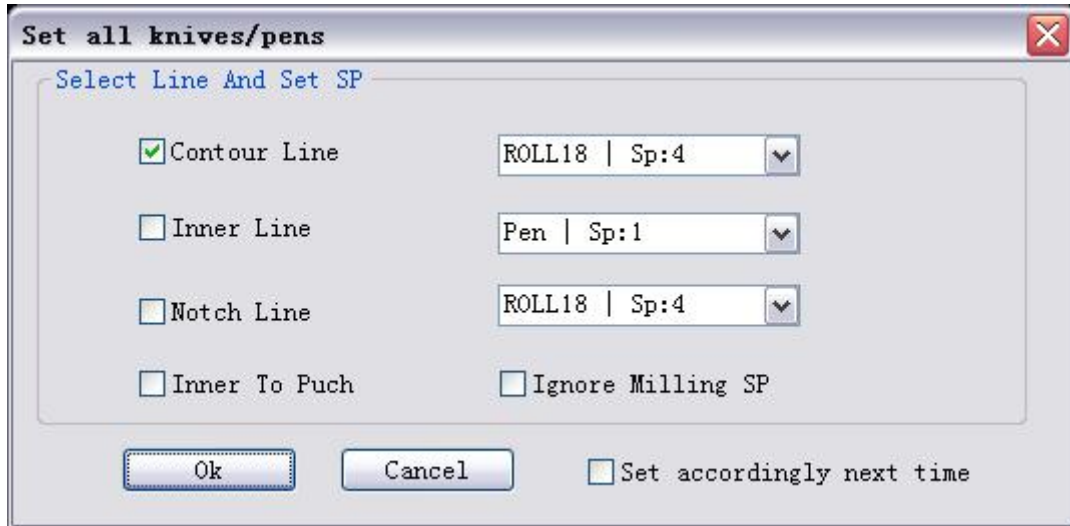 Set all knives/pens
Select Line And Set SP
Contour Line
ROLL18 | Sp:4
Inner Line
Pen | Sp:1
Notch Line
ROLL18 | Sp:4
Inner To Puch
Ignore Milling SP
Ok
Cancel
Set accordingly next time